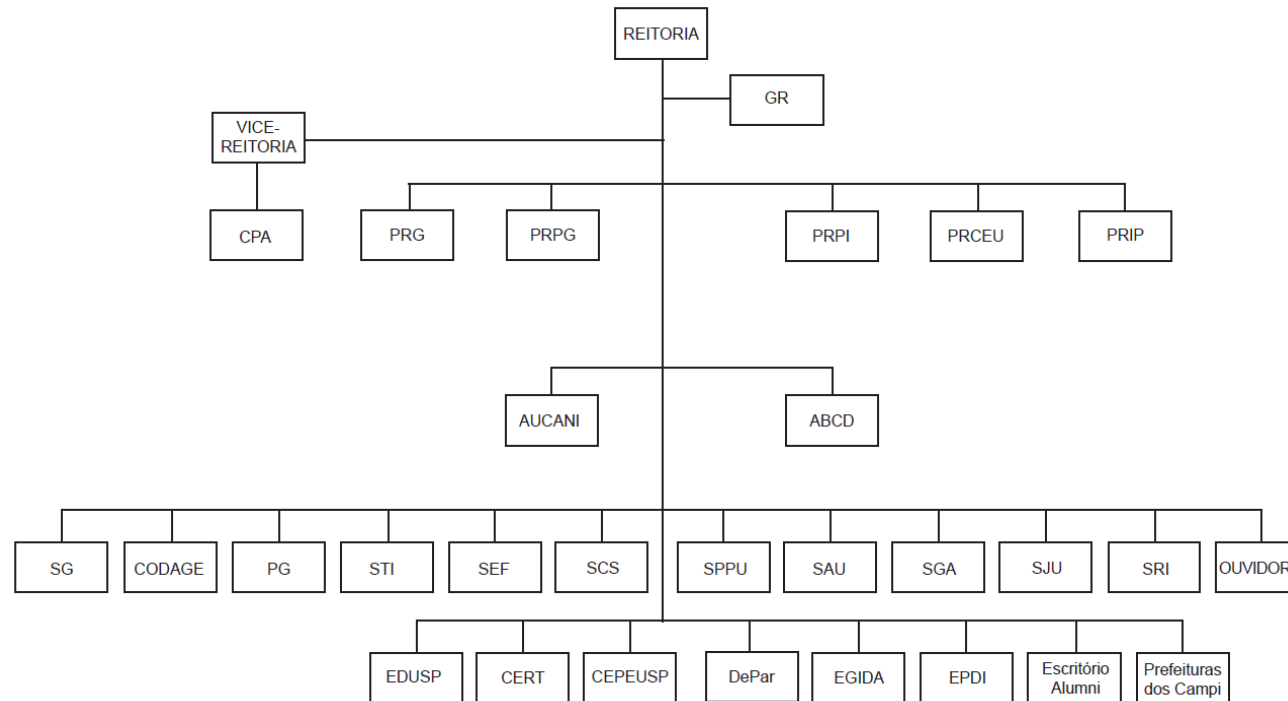 REITORIA
GR
VICE-
REITORIA
CPA
PRG
PRPG
PRPI
PRCEU
PRIP
AUCANI
ABCD
SG
CODAGE
PG
STI
SEF
SCS
SPPU
SAU
SGA
SJU
SRI
OUVIDOR
EDUSP
CERT
CEPEUSP
DePar
EGIDA
EPDI
Escritório
Alumni
Prefeituras
dos Campi